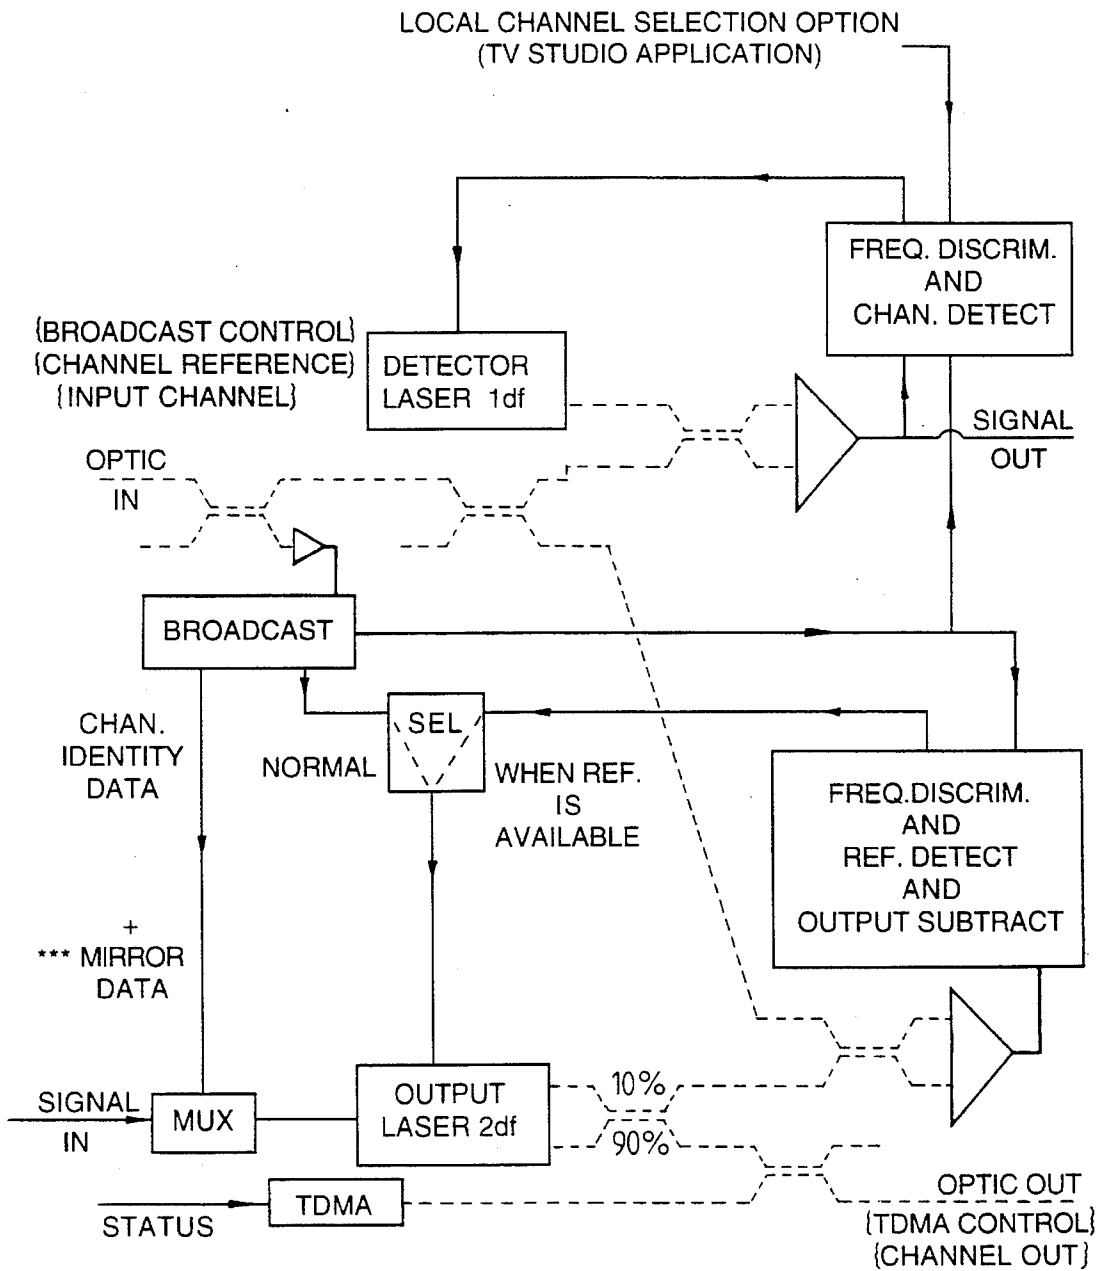 LOCAL CHANNEL SELECTION OPTION
(TV STUDIO APPLICATION)
FREQ. DISCRIM.
AND
CHAN. DETECT
{BROADCAST CONTROL}
{CHANNEL REFERENCE}
{INPUT CHANNEL}
DETECTOR
LASER 1df
SIGNAL
OUT
OPTIC
IN
BROADCAST
SEL
CHAN.
IDENTITY
DATA
NORMAL
WHEN REF.
IS
AVAILABLE
FREQ.DISCRIM.
AND
REF. DETECT
AND
OUTPUT SUBTRACT
+
*** MIRROR
DATA
SIGNAL
IN
MUX
OUTPUT
LASER 2df
10%
90%
STATUS
TDMA
OPTIC OUT
{TDMA CONTROL}
{CHANNEL OUT}